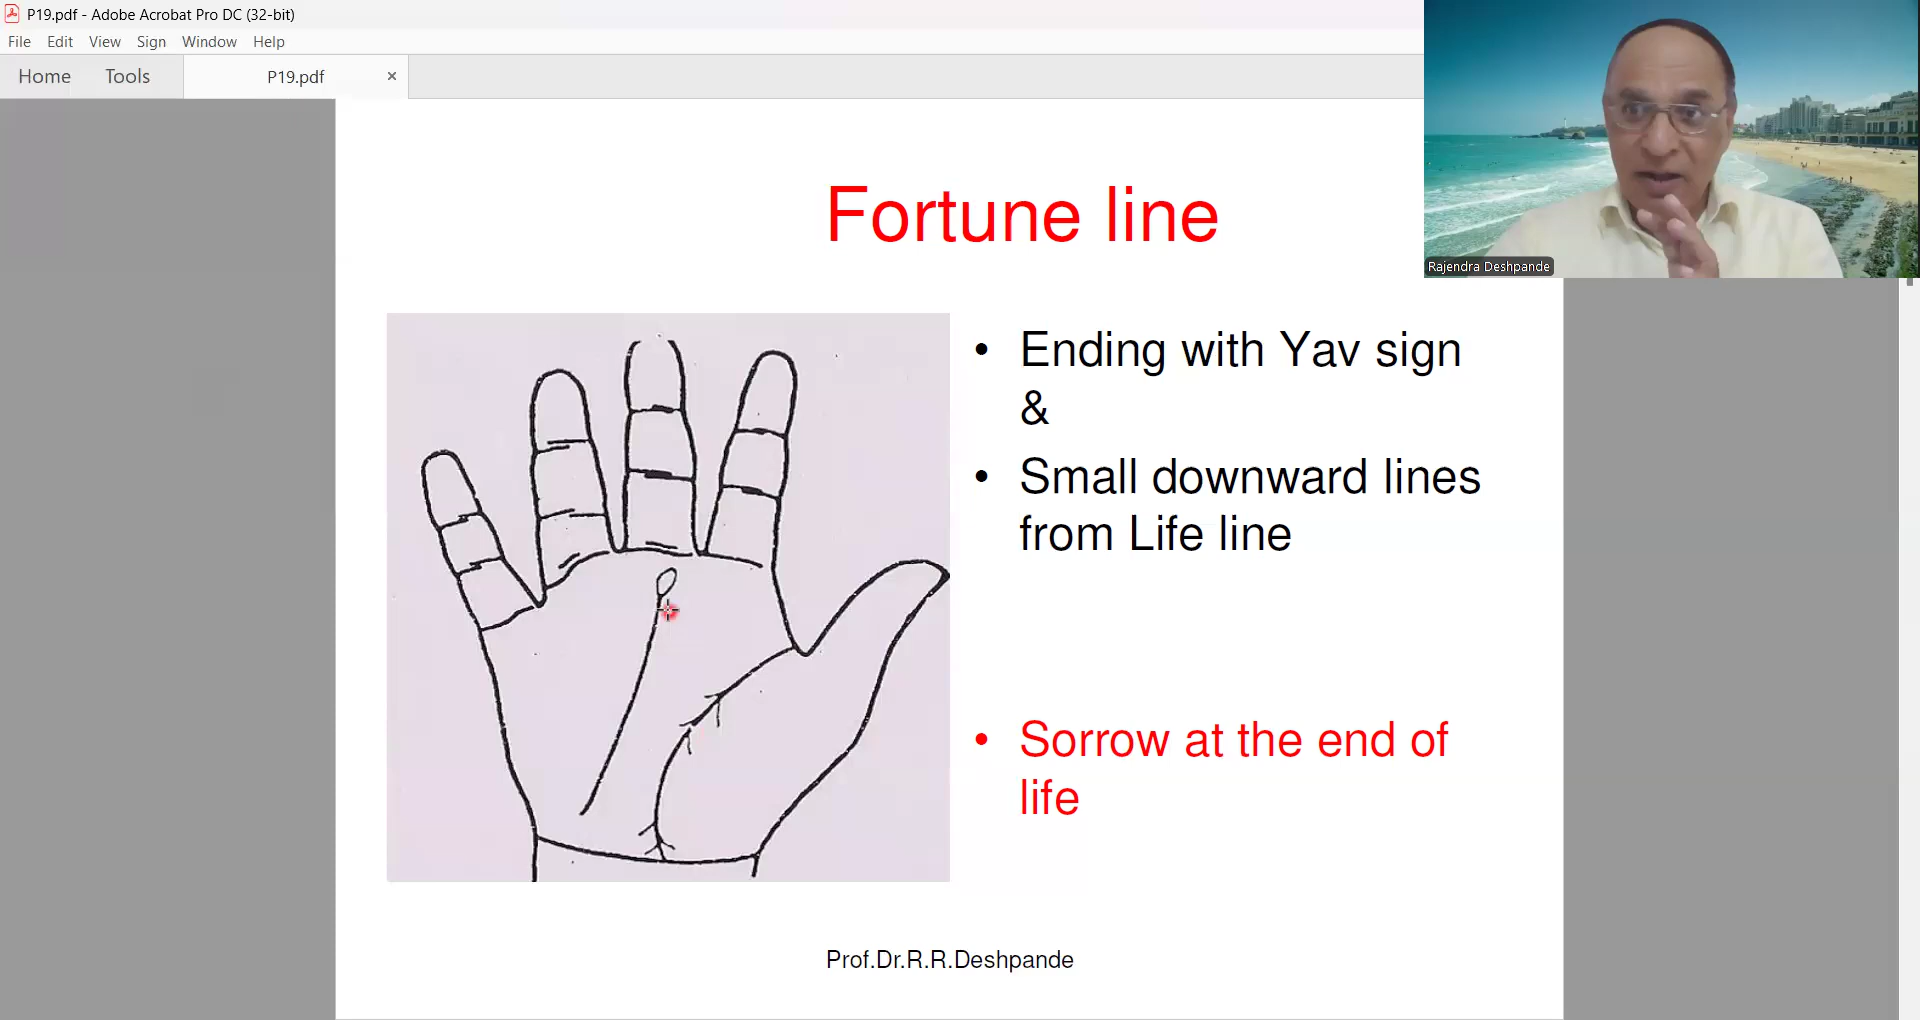 P19.pdf - Adobe Acrobat Pro DC (32-bit)
File Edit View Sign Window Help
Home Tools P19.pdf ×
Rajendra Deshpande
Fortune line
• Ending with Yav sign
&
• Small downward lines
from Life line
• Sorrow at the end of
life
Prof.Dr.R.R.Deshpande